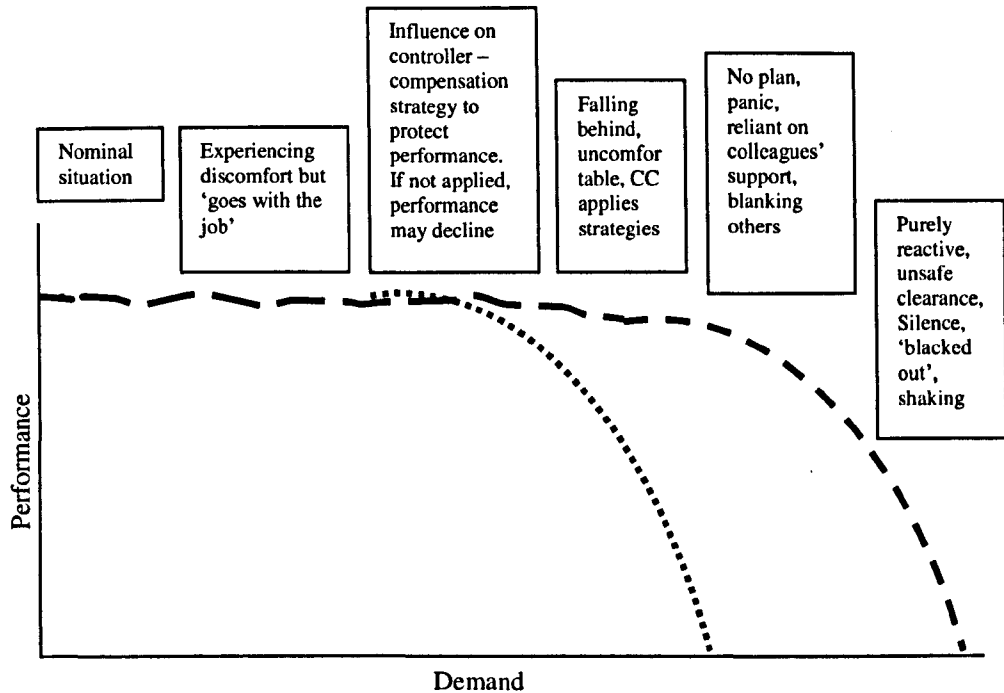 Nominal
situation
Experiencing
discomfort but
‘goes with the
job’
Influence on
controller –
compensation
strategy to
protect
performance.
If not applied,
performance
may decline
Falling
behind,
uncomfor
table, CC
applies
strategies
No plan,
panic,
reliant on
colleagues’
support,
blanking
others
Purely
reactive,
unsafe
clearance,
Silence,
‘blacked
out’,
shaking
Performance
Demand